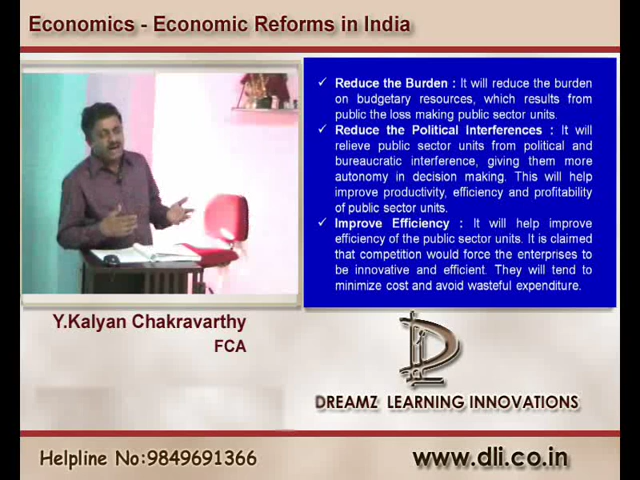 Economics - Economic Reforms in India
✓ Reduce the Burden : It will reduce the burden
on budgetary resources, which results from
public the loss making public sector units.
✓ Reduce the Political Interferences : It will
relieve public sector units from political and
bureaucratic interference, giving them more
autonomy in decision making. This will help
improve productivity, efficiency and profitability
of public sector units.
✓ Improve Efficiency : It will help improve
efficiency of the public sector units. It is claimed
that competition would force the enterprises to
be innovative and efficient. They will tend to
minimize cost and avoid wasteful expenditure.
Y.Kalyan Chakravarthy
FCA
DREAMZ LEARNING INNOVATIONS
Helpline No:9849691366
www.dli.co.in